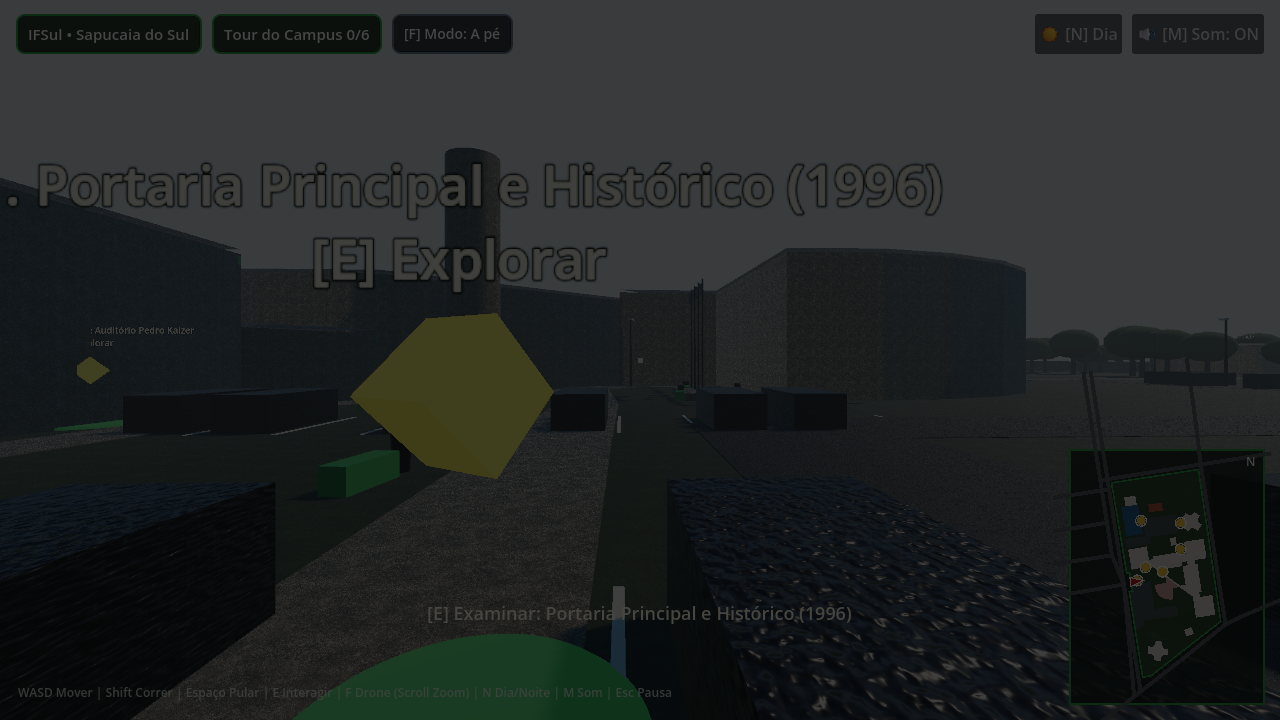 IFSul • Sapucaia do Sul
Tour do Campus 0/6
[F] Modo: A pé
[N] Dia
[M] Som: ON
. Portaria Principal e Histórico (1996)
[E] Explorar
Auditório Pedro Kaizer
lorar
N
[E] Examinar: Portaria Principal e Histórico (1996)
WASD Mover | Shift Correr | Espaço Pular | E Interagir | F Drone (Scroll Zoom) | N Dia/Noite | M Som | Esc Pausa